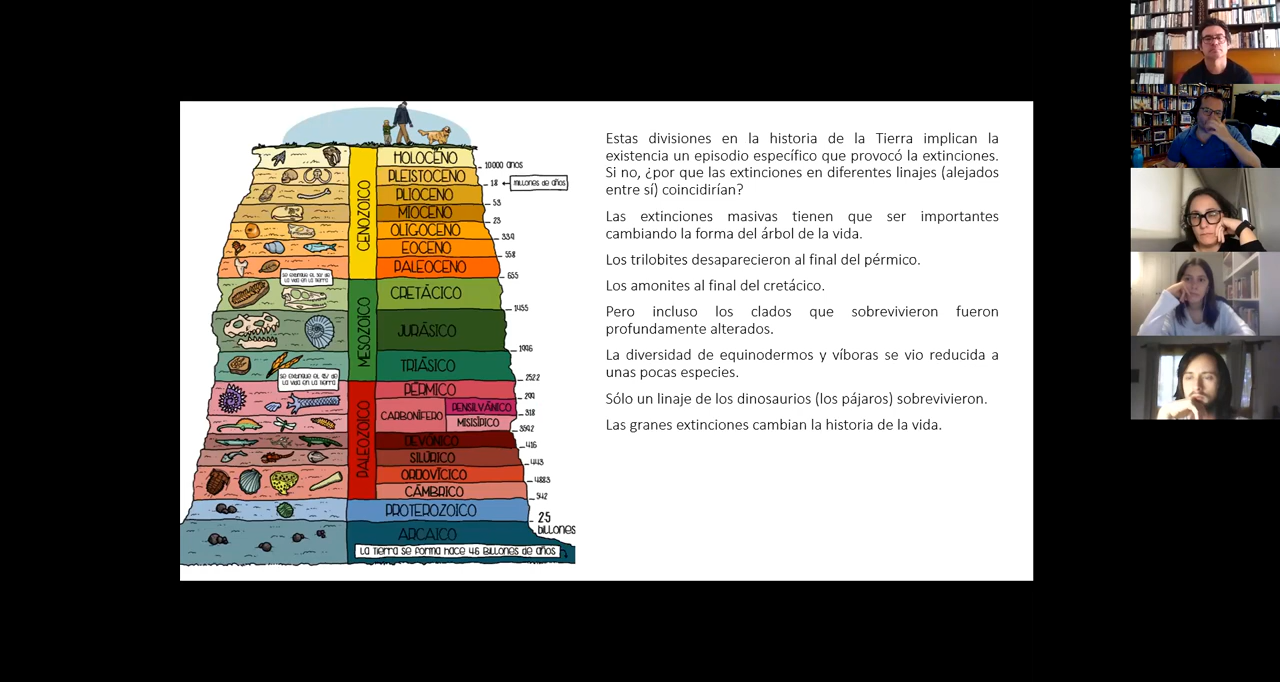 HOLOCENO
10000 años
PLEISTOCENO
1.8
millones de años
PLIOCENO
5.3
MIOCENO
23
OLIGOCENO
33.9
EOCENO
55.8
PALEOCENO
65.5
CENOZOICO
CRETÁCICO
145.5
JURÁSICO
199.6
TRIÁSICO
252.2
MESOZOICO
PÉRMICO
299
CARBONÍFERO
PENSILVÁNICO
318
MISISÍPICO
359.2
DEVÓNICO
416
SILÚRICO
443
ORDOVÍCICO
488.3
CÁMBRICO
542
PALEOZOICO
PROTEROZOICO
2.5
billones
ARCAICO
La Tierra se forma hace 4.6 billones de años
Estas divisiones en la historia de la Tierra implican la
existencia un episodio específico que provocó la extinciones.
Si no, ¿por que las extinciones en diferentes linajes (alejados
entre sí) coincidirían?
Las extinciones masivas tienen que ser importantes
cambiando la forma del árbol de la vida.
Los trilobites desaparecieron al final del pérmico.
Los amonites al final del cretácico.
Pero incluso los clados que sobrevivieron fueron
profundamente alterados.
La diversidad de equinodermos y víboras se vio reducida a
unas pocas especies.
Sólo un linaje de los dinosaurios (los pájaros) sobrevivieron.
Las granes extinciones cambian la historia de la vida.